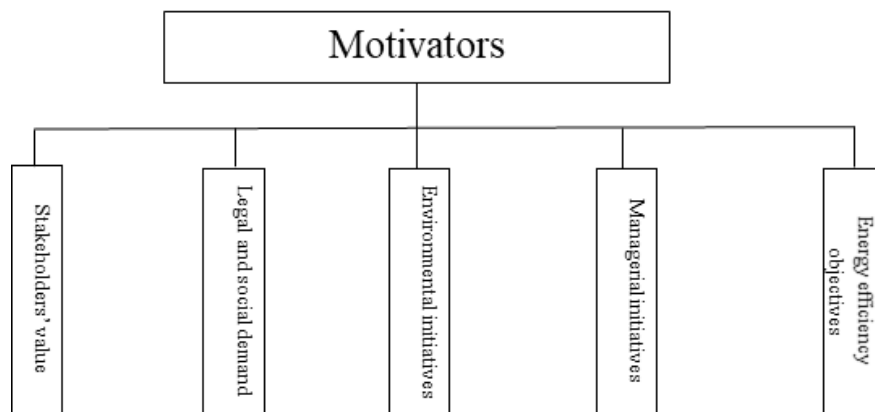 Motivators
Stakeholders’ value
Legal and social demand
Environmental initiatives
Managerial initiatives
Energy efficiency
objectives